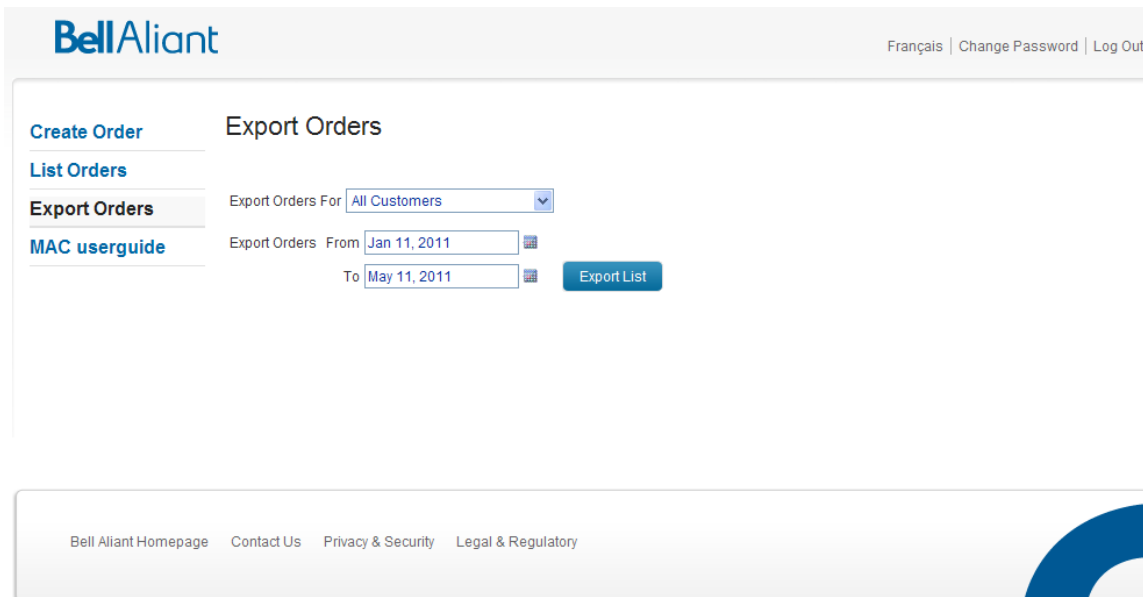 BellAliant
Français | Change Password | Log Out
Create Order
List Orders
Export Orders
MAC userguide
Export Orders
Export Orders For All Customers
Export Orders From Jan 11, 2011
To May 11, 2011 Export List
Bell Aliant Homepage Contact Us Privacy & Security Legal & Regulatory